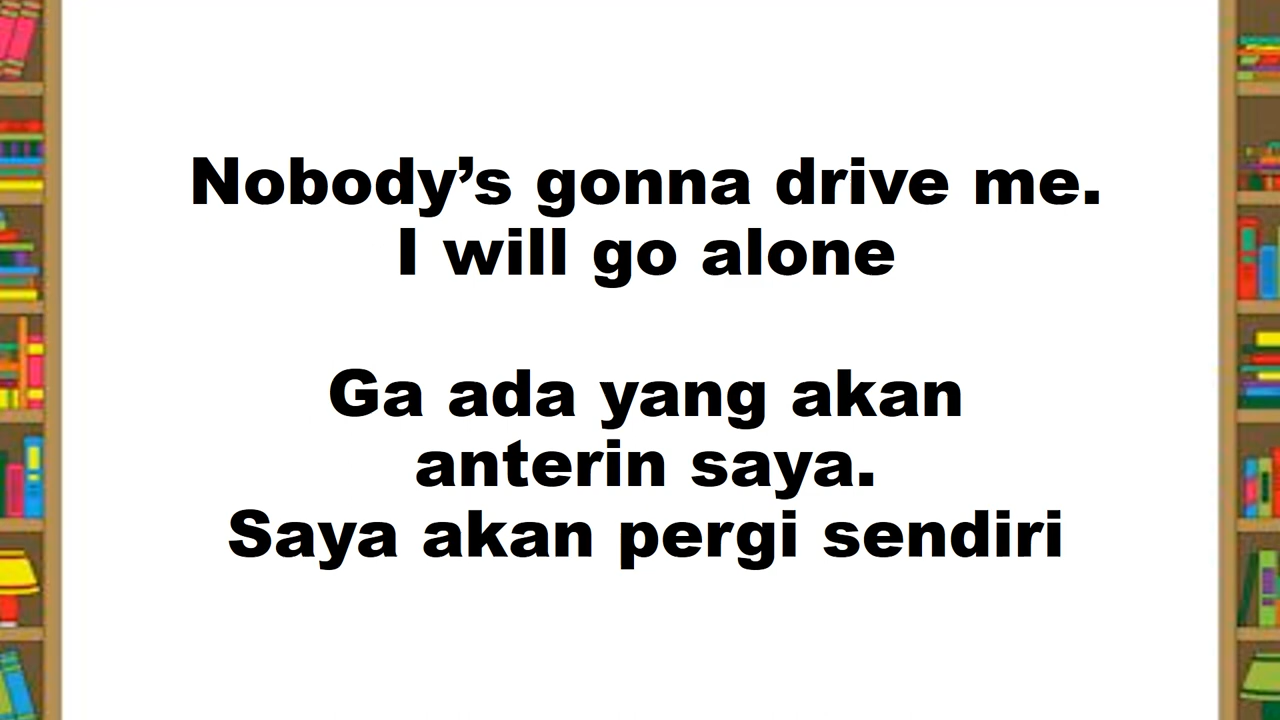 Nobody’s gonna drive me.
I will go alone
Ga ada yang akan
anterin saya.
Saya akan pergi sendiri